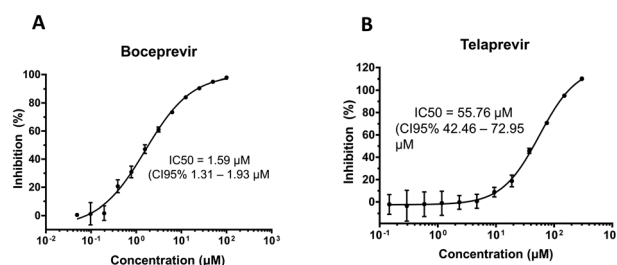 A
Boceprevir
Inhibition (%)
100
80
60
40
20
0
IC50 = 1.59 µM
(CI95% 1.31 – 1.93 µM
10-2
10-1
100
101
102
103
Concentration (µM)
B
Telaprevir
Inhibition (%)
120
100
80
60
40
20
0
IC50 = 55.76 µM
(CI95% 42.46 – 72.95
µM
10-1
100
101
102
10
Concentration (µM)